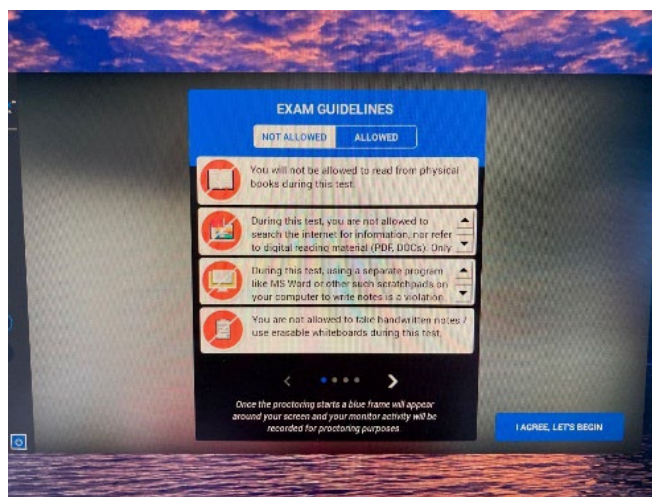 EXAM GUIDELINES
NOT ALLOWED
ALLOWED
You will not be allowed to read from physical
books during this test.
During this test, you are not allowed to
search the internet for information, nor refer
to digital reading material (PDF, DOCs). Only
During this test, using a separate program
like MS Word or other such scratchpads on
your computer to write notes is a violation
You are not allowed to take handwritten notes /
use erasable whiteboards during this test.
Once the proctoring starts a blue frame will appear
around your screen and your monitor activity will be
recorded for proctoring purposes
I AGREE, LET'S BEGIN